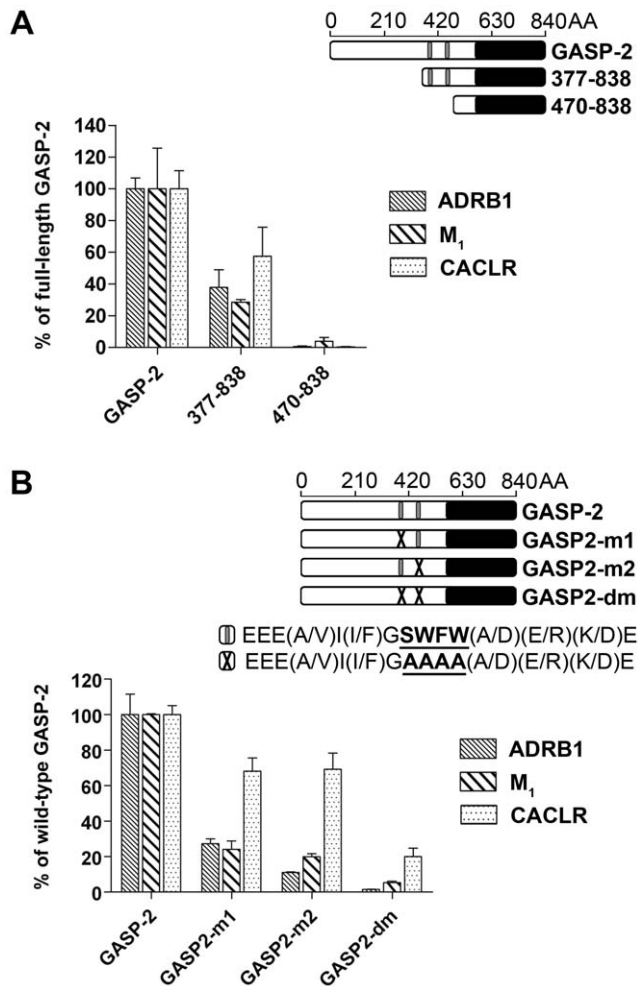 A
0 210 420 630 840AA
GASP-2
377-838
470-838
140
120
100
80
60
40
20
0
% of full-length GASP-2
ADRB1
M1
CACLR
GASP-2
377-838
470-838
B
0 210 420 630 840AA
GASP-2
GASP2-m1
GASP2-m2
GASP2-dm
EEE(A/V)I(I/F)GSWFW(A/D)(E/R)(K/D)E
X EEE(A/V)I(I/F)GAAAA(A/D)(E/R)(K/D)E
120
100
80
60
40
20
0
% of wild-type GASP-2
ADRB1
M1
CACLR
GASP-2
GASP2-m1
GASP2-m2
GASP2-dm